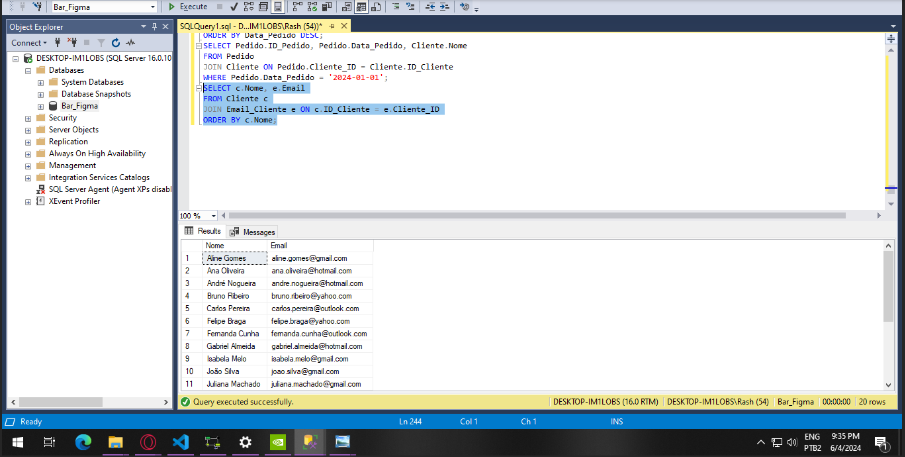 Bar_Figma
Execute
Object Explorer
SQLQuery1.sql - D...IM1LOBS\Rash (54))*
Connect
DESKTOP-IM1LOBS (SQL Server 16.0.10
Databases
System Databases
Database Snapshots
Bar_Figma
Security
Server Objects
Replication
Always On High Availability
Management
Integration Services Catalogs
SQL Server Agent (Agent XPs disabl
XEvent Profiler
ORDER BY Data_Pedido DESC;
SELECT Pedido.ID_Pedido, Pedido.Data_Pedido, Cliente.Nome
FROM Pedido
JOIN Cliente ON Pedido.Cliente_ID = Cliente.ID_Cliente
WHERE Pedido.Data_Pedido = '2024-01-01';
SELECT c.Nome, e.Email
FROM Cliente c
JOIN Email_Cliente e ON c.ID_Cliente = e.Cliente_ID
ORDER BY c.Nome;
100 %
Results Messages
Nome Email
1 Aline Gomes aline.gomes@gmail.com
2 Ana Oliveira ana.oliveira@hotmail.com
3 André Nogueira andre.nogueira@hotmail.com
4 Bruno Ribeiro bruno.ribeiro@yahoo.com
5 Carlos Pereira carlos.pereira@outlook.com
6 Felipe Braga felipe.braga@yahoo.com
7 Fernanda Cunha fernanda.cunha@outlook.com
8 Gabriel Almeida gabriel.almeida@hotmail.com
9 Isabela Melo isabela.melo@gmail.com
10 João Silva joao.silva@gmail.com
11 Juliana Machado juliana.machado@gmail.com
Query executed successfully. DESKTOP-IM1LOBS (16.0 RTM) DESKTOP-IM1LOBS\Rash (54) Bar_Figma 00:00:00 20 rows
Ready Ln 244 Col 1 Ch 1 INS
ENG
PTB2
9:35 PM
6/4/2024
1